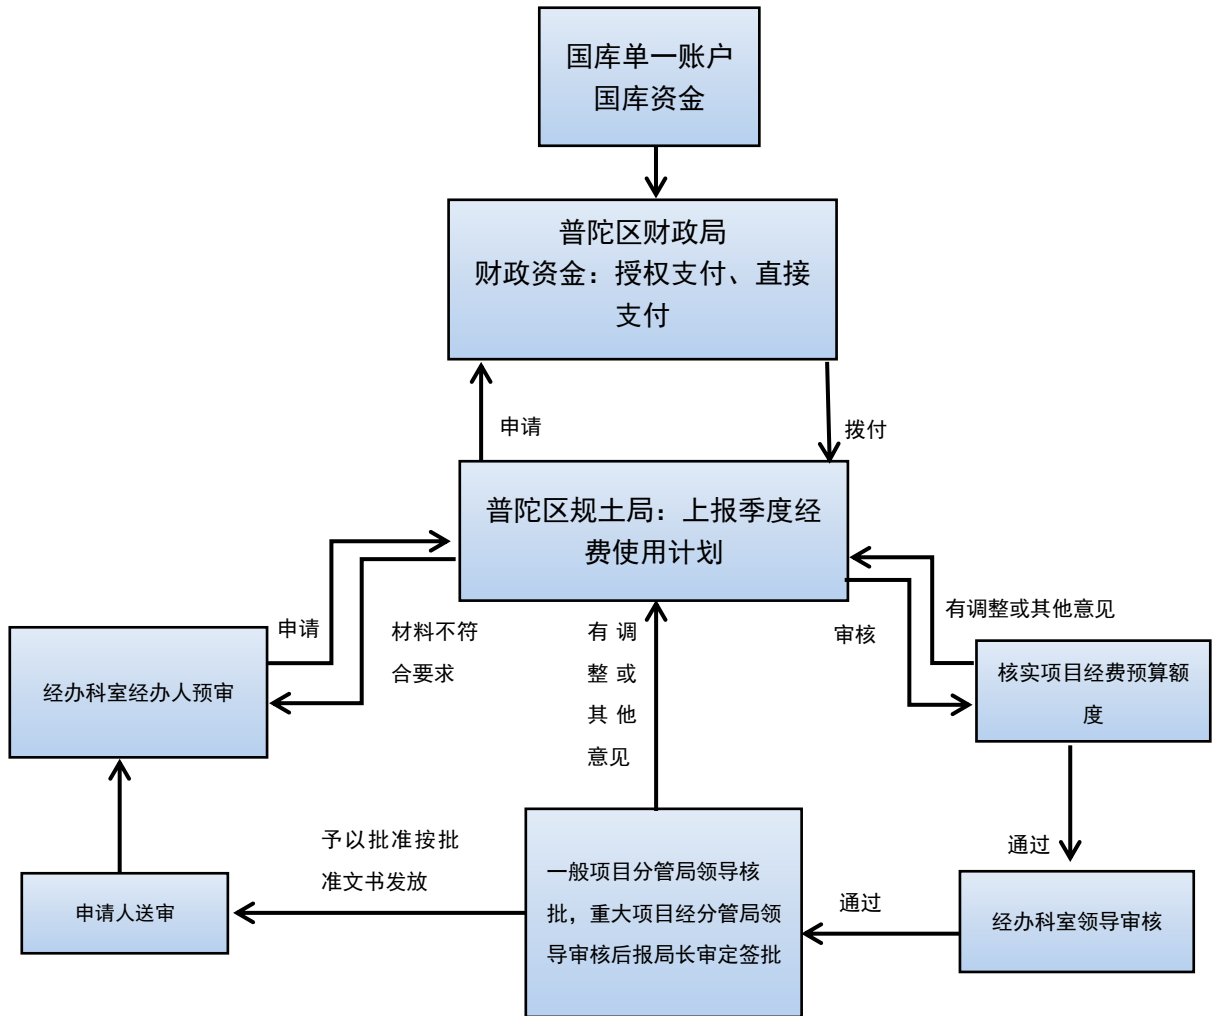 国库单一账户
国库资金
普陀区财政局
财政资金：授权支付、直接
支付
申请
拨付
普陀区规土局：上报季度经
费使用计划
申请
材料不符
合要求
有调
整或
其他
意见
审核
有调整或其他意见
经办科室经办人预审
核实项目经费预算额
度
予以批准按批
准文书发放
通过
申请人送审
一般项目分管局领导核
批，重大项目经分管局领
导审核后报局长审定签批
通过
经办科室领导审核